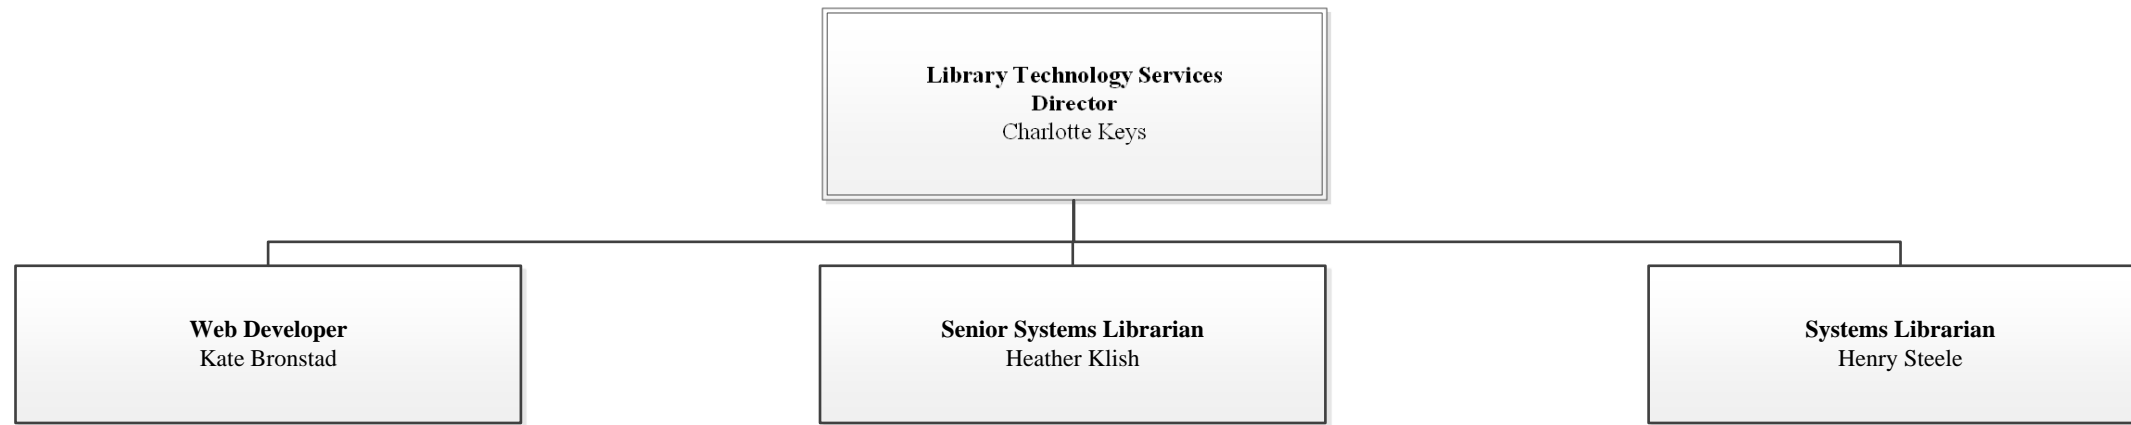 Library Technology Services
Director
Charlotte Keys
Web Developer
Kate Bronstad
Senior Systems Librarian
Heather Klish
Systems Librarian
Henry Steele